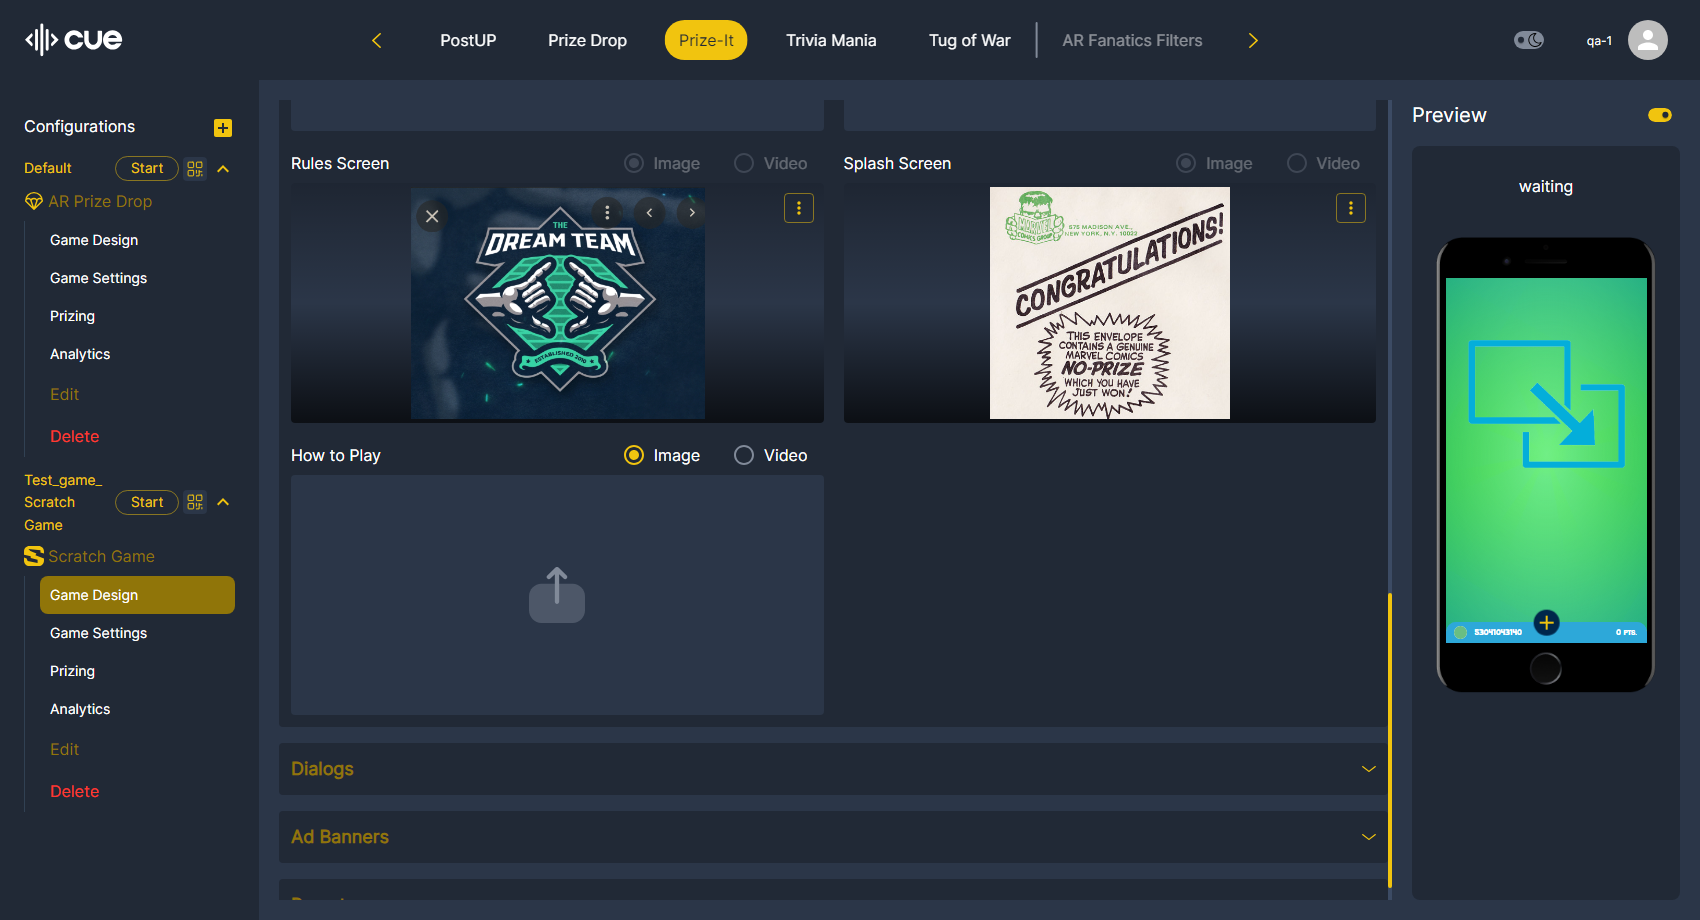 cue
PostUP
Prize Drop
Prize-It
Trivia Mania
Tug of War
AR Fanatics Filters
qa-1
Configurations
Default
Start
AR Prize Drop
Game Design
Game Settings
Prizing
Analytics
Edit
Delete
Test_game_
Scratch
Game
Start
Scratch Game
Game Design
Game Settings
Prizing
Analytics
Edit
Delete
Rules Screen
Image
Video
THE
DREAM TEAM
ESTABLISHED 2010
Splash Screen
Image
Video
MARVEL
COMICS GROUP
575 MADISON AVE.,
NEW YORK, N.Y. 10022
CONGRATULATIONS!
THIS ENVELOPE
CONTAINS A GENUINE
MARVEL COMICS
NO-PRIZE
WHICH YOU HAVE
JUST WON!
How to Play
Image
Video
Dialogs
Ad Banners
Preview
waiting
0 PTS.